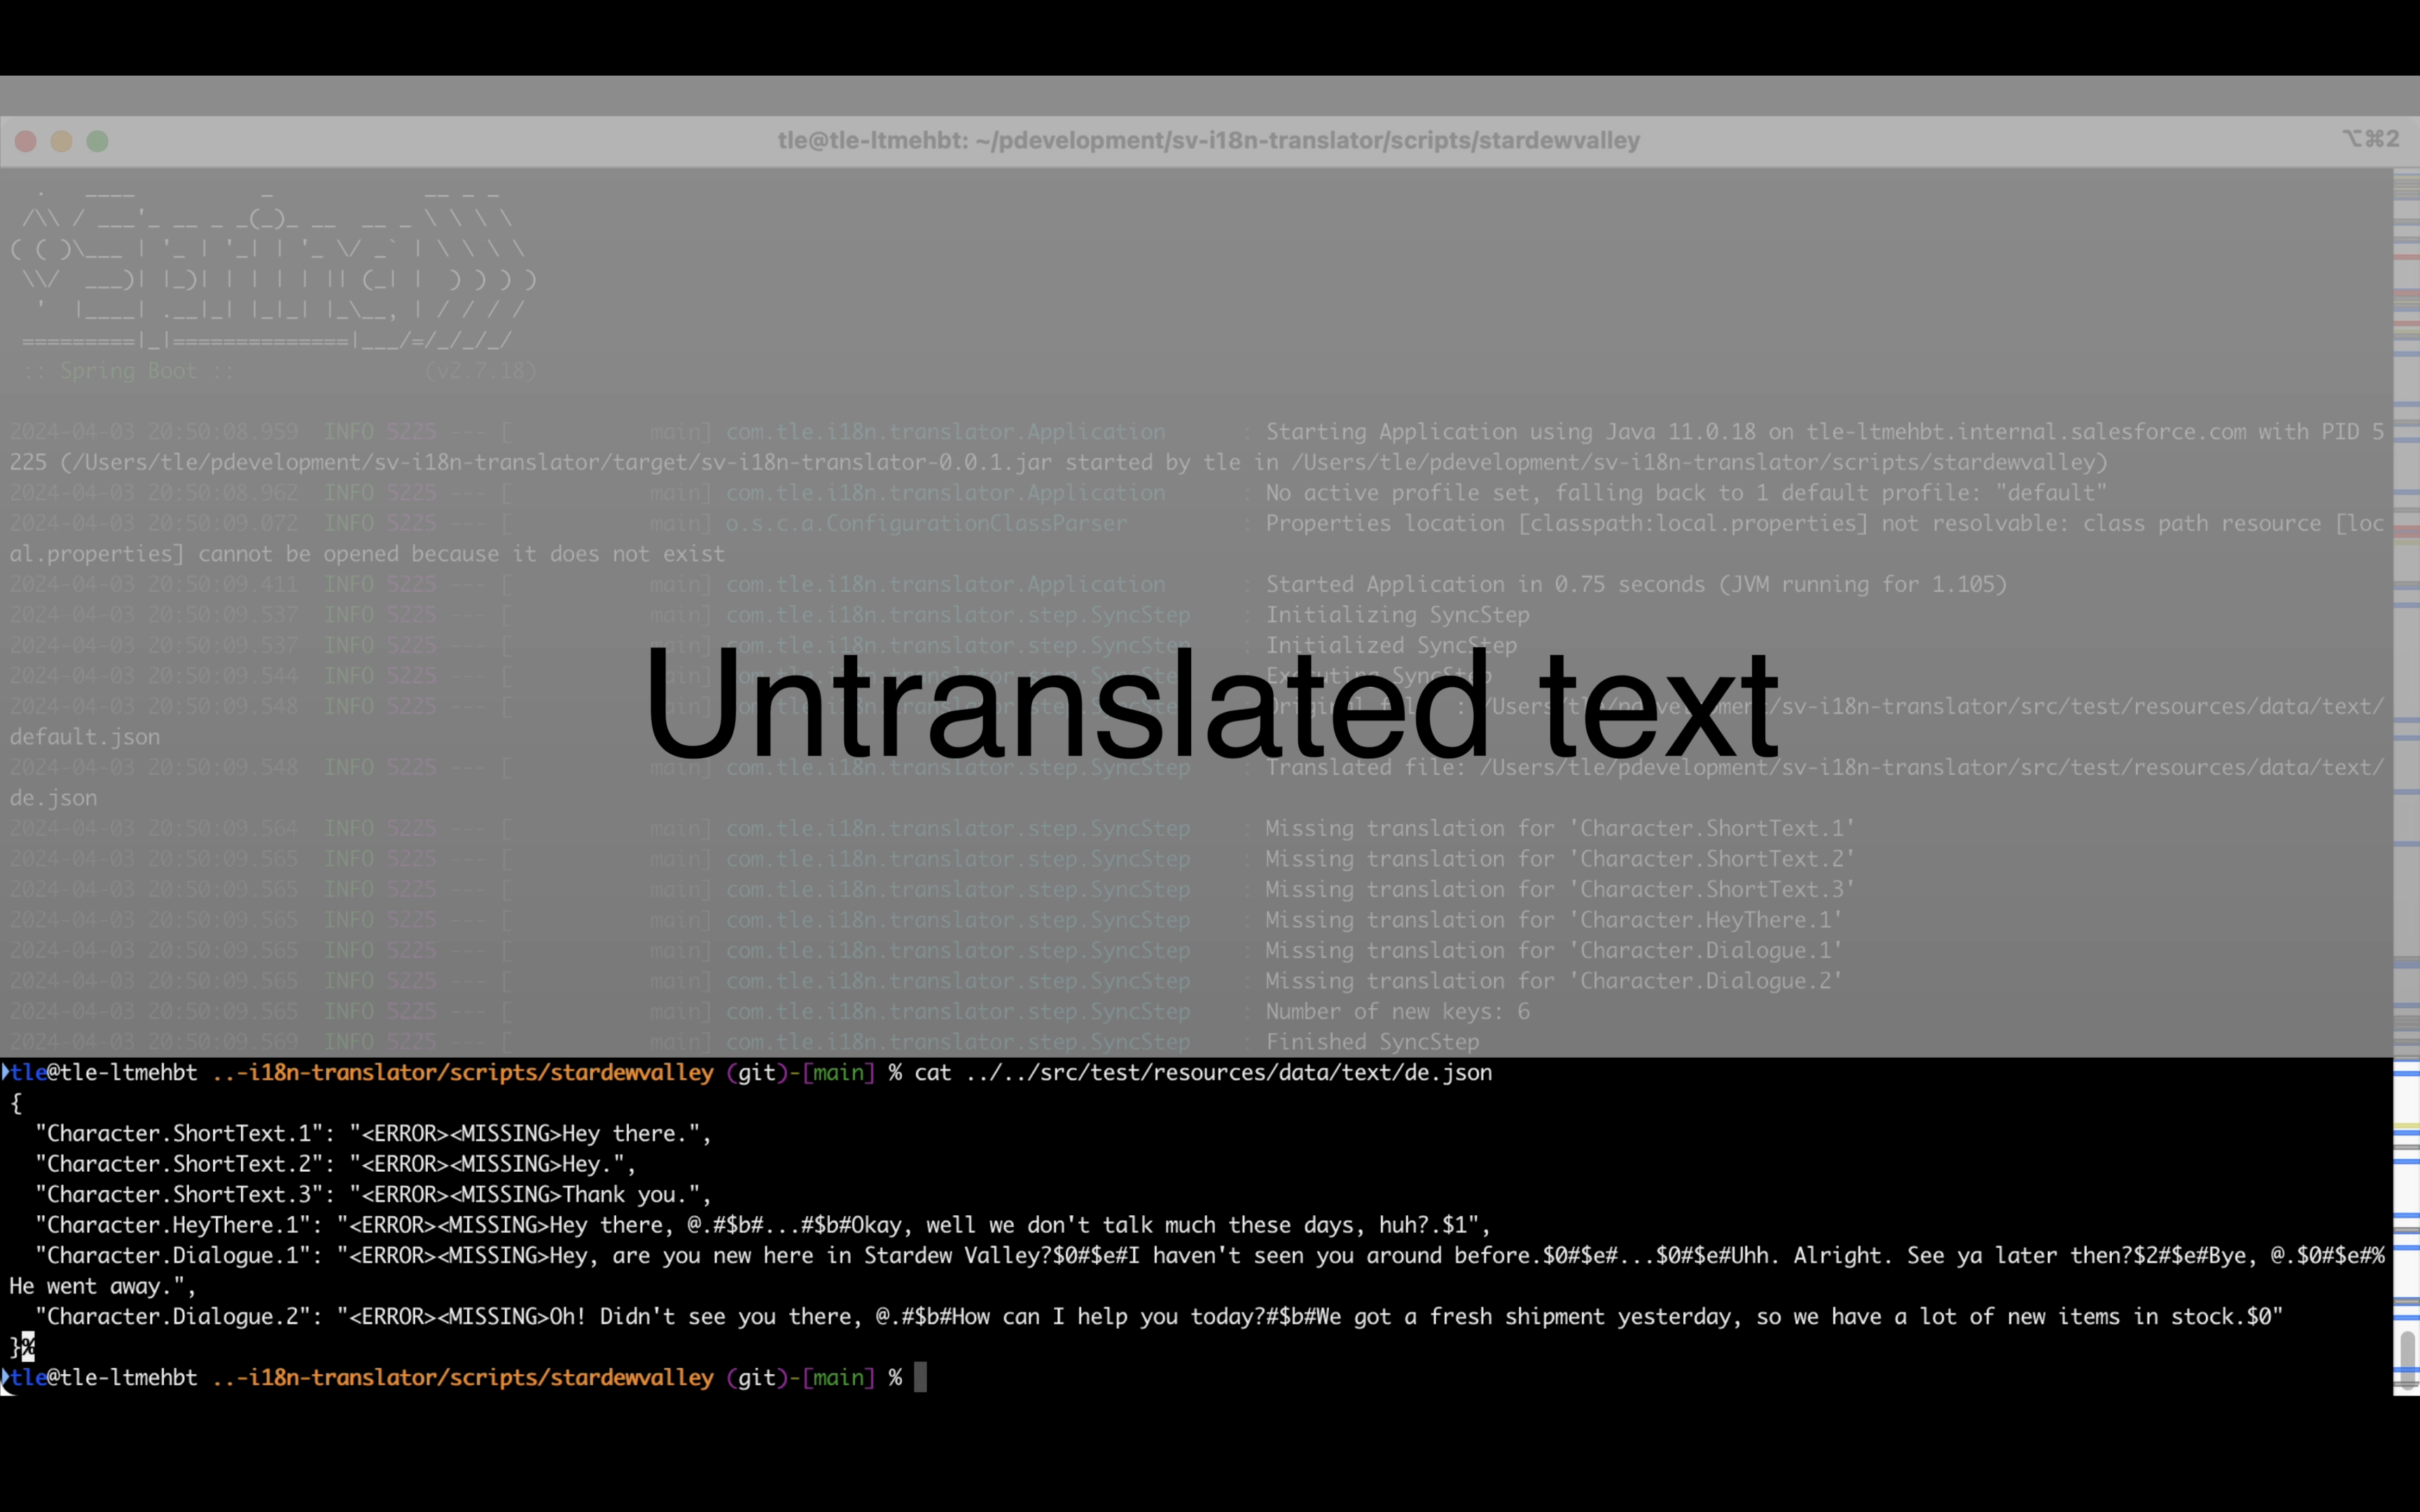 tle@tle-ltmehbt: ~/pdevelopment/sv-i18n-translator/scripts/stardewvalley
⌥⌘2
  .   ____          _            __ _ _
 /\\ / ___'_ __ _ _(_)_ __  __ _ \ \ \ \
( ( )\___ | '_ | '_| | '_ \/ _` | \ \ \ \
 \\/  ___)| |_)| | | | | || (_| |  ) ) ) )
  '  |____| .__|_| |_|_| |_\__, | / / / /
 =========|_|==============|___/=/_/_/_/
 :: Spring Boot ::               (v2.7.18)
2024-04-03 20:50:08.959  INFO 5225 --- [           main] com.tle.i18n.translator.Application      : Starting Application using Java 11.0.18 on tle-ltmehbt.internal.salesforce.com with PID 5
225 (/Users/tle/pdevelopment/sv-i18n-translator/target/sv-i18n-translator-0.0.1.jar started by tle in /Users/tle/pdevelopment/sv-i18n-translator/scripts/stardewvalley)
2024-04-03 20:50:08.962  INFO 5225 --- [           main] com.tle.i18n.translator.Application      : No active profile set, falling back to 1 default profile: "default"
2024-04-03 20:50:09.072  INFO 5225 --- [           main] o.s.c.a.ConfigurationClassParser         : Properties location [classpath:local.properties] not resolvable: class path resource [loc
al.properties] cannot be opened because it does not exist
2024-04-03 20:50:09.411  INFO 5225 --- [           main] com.tle.i18n.translator.Application      : Started Application in 0.75 seconds (JVM running for 1.105)
2024-04-03 20:50:09.537  INFO 5225 --- [           main] com.tle.i18n.translator.step.SyncStep    : Initializing SyncStep
2024-04-03 20:50:09.537  INFO 5225 --- [           main] com.tle.i18n.translator.step.SyncStep    : Initialized SyncStep
2024-04-03 20:50:09.544  INFO 5225 --- [           main] com.tle.i18n.translator.step.SyncStep    : Executing SyncStep
Untranslated text
2024-04-03 20:50:09.548  INFO 5225 --- [           main] com.tle.i18n.translator.step.SyncStep    : Original file  : /Users/tle/pdevelopment/sv-i18n-translator/src/test/resources/data/text/
default.json
2024-04-03 20:50:09.548  INFO 5225 --- [           main] com.tle.i18n.translator.step.SyncStep    : Translated file: /Users/tle/pdevelopment/sv-i18n-translator/src/test/resources/data/text/
de.json
2024-04-03 20:50:09.564  INFO 5225 --- [           main] com.tle.i18n.translator.step.SyncStep    : Missing translation for 'Character.ShortText.1'
2024-04-03 20:50:09.565  INFO 5225 --- [           main] com.tle.i18n.translator.step.SyncStep    : Missing translation for 'Character.ShortText.2'
2024-04-03 20:50:09.565  INFO 5225 --- [           main] com.tle.i18n.translator.step.SyncStep    : Missing translation for 'Character.ShortText.3'
2024-04-03 20:50:09.565  INFO 5225 --- [           main] com.tle.i18n.translator.step.SyncStep    : Missing translation for 'Character.HeyThere.1'
2024-04-03 20:50:09.565  INFO 5225 --- [           main] com.tle.i18n.translator.step.SyncStep    : Missing translation for 'Character.Dialogue.1'
2024-04-03 20:50:09.565  INFO 5225 --- [           main] com.tle.i18n.translator.step.SyncStep    : Missing translation for 'Character.Dialogue.2'
2024-04-03 20:50:09.565  INFO 5225 --- [           main] com.tle.i18n.translator.step.SyncStep    : Number of new keys: 6
2024-04-03 20:50:09.569  INFO 5225 --- [           main] com.tle.i18n.translator.step.SyncStep    : Finished SyncStep
tle@tle-ltmehbt ..-i18n-translator/scripts/stardewvalley (git)-[main] % cat ../../src/test/resources/data/text/de.json
{
  "Character.ShortText.1": "<ERROR><MISSING>Hey there.",
  "Character.ShortText.2": "<ERROR><MISSING>Hey.",
  "Character.ShortText.3": "<ERROR><MISSING>Thank you.",
  "Character.HeyThere.1": "<ERROR><MISSING>Hey there, @.#$b#...#$b#Okay, well we don't talk much these days, huh?.$1",
  "Character.Dialogue.1": "<ERROR><MISSING>Hey, are you new here in Stardew Valley?$0#$e#I haven't seen you around before.$0#$e#...$0#$e#Uhh. Alright. See ya later then?$2#$e#Bye, @.$0#$e#%
He went away.",
  "Character.Dialogue.2": "<ERROR><MISSING>Oh! Didn't see you there, @.#$b#How can I help you today?#$b#We got a fresh shipment yesterday, so we have a lot of new items in stock.$0"
}%
tle@tle-ltmehbt ..-i18n-translator/scripts/stardewvalley (git)-[main] %